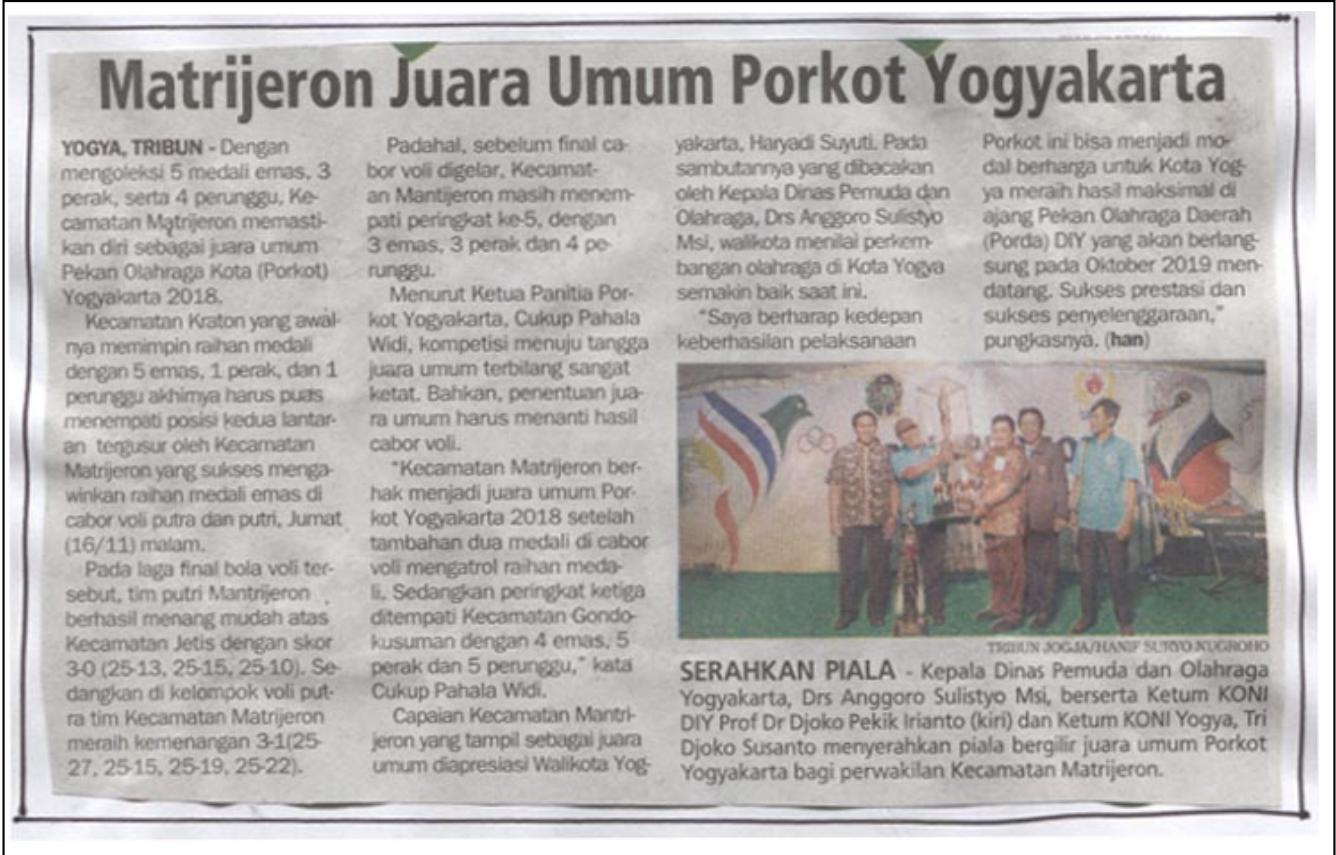 Matrijeron Juara Umum Porkot Yogyakarta
YOGYA, TRIBUN - Dengan
mengoleksi 5 medali emas, 3
perak, serta 4 perunggu, Ke-
camatan Matrijeron memasti-
kan diri sebagai juara umum
Pekan Olahraga Kota (Porkot)
Yogyakarta 2018.
Kecamatan Kraton yang awal-
nya memimpin raihan medali
dengan 5 emas, 1 perak, dan 1
perunggu akhirnya harus puas
menempati posisi kedua lantar-
an tergusur oleh Kecamatan
Matrijeron yang sukses menga-
winkan raihan medali emas di
cabor voli putra dan putri, Jumat
(16/11) malam.
Pada laga final bola voli ter-
sebut, tim putri Mantrijeron
berhasil menang mudah atas
Kecamatan Jetis dengan skor
3-0 (25-13, 25-15, 25-10). Se-
dangkan di kelompok voli put-
ra tim Kecamatan Matrijeron
meraih kemenangan 3-1(25-
27, 25-15, 25-19, 25-22).
Padahal, sebelum final ca-
bor voli digelar, Kecamat-
an Mantijeron masih menem-
pati peringkat ke-5, dengan
3 emas, 3 perak dan 4 pe-
runggu.
Menurut Ketua Panitia Por-
kot Yogyakarta, Cukup Pahala
Widi, kompetisi menuju tangga
juara umum terbilang sangat
ketat. Bahkan, penentuan jua-
ra umum harus menanti hasil
cabor voli.
"Kecamatan Matrijeron ber-
hak menjadi juara umum Por-
kot Yogyakarta 2018 setelah
tambahan dua medali di cabor
voli mengatrol raihan meda-
li. Sedangkan peringkat ketiga
ditempati Kecamatan Gondo-
kusuman dengan 4 emas, 5
perak dan 5 perunggu," kata
Cukup Pahala Widi.
Capaian Kecamatan Mantri-
jeron yang tampil sebagai juara
umum diapresiasi Walikota Yog-
yakarta, Haryadi Suyuti. Pada
sambutannya yang dibacakan
oleh Kepala Dinas Pemuda dan
Olahraga, Drs Anggoro Sulistyo
Msi, walikota menilai perkem-
bangan olahraga di Kota Yogya
semakin baik saat ini.
"Saya berharap kedepan
keberhasilan pelaksanaan
Porkot ini bisa menjadi mo-
dal berharga untuk Kota Yog-
ya meraih hasil maksimal di
ajang Pekan Olahraga Daerah
(Porda) DIY yang akan berlang-
sung pada Oktober 2019 men-
datang. Sukses prestasi dan
sukses penyelenggaraan,"
pungkasnya. (han)
TRIBUN JOGJA/HANIF SURYO NUGROHO
SERAHKAN PIALA - Kepala Dinas Pemuda dan Olahraga
Yogyakarta, Drs Anggoro Sulistyo Msi, berserta Ketum KONI
DIY Prof Dr Djoko Pekik Irianto (kiri) dan Ketum KONI Yogya, Tri
Djoko Susanto menyerahkan piala bergilir juara umum Porkot
Yogyakarta bagi perwakilan Kecamatan Matrijeron.